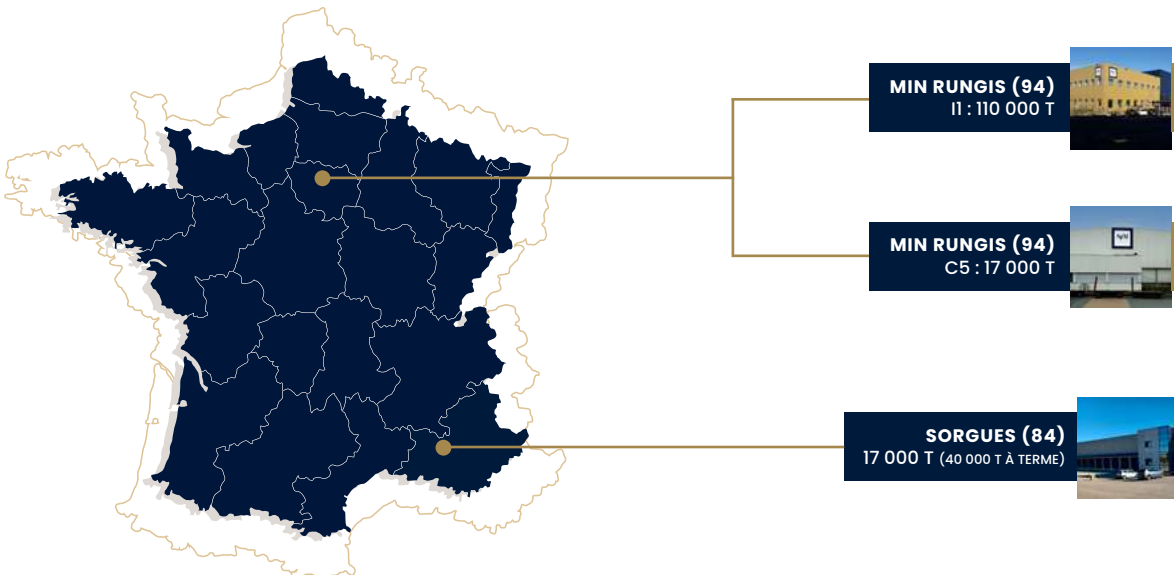 MIN RUNGIS (94)
I1 : 110 000 T
MIN RUNGIS (94)
C5 : 17 000 T
SORGUES (84)
17 000 T (40 000 T À TERME)